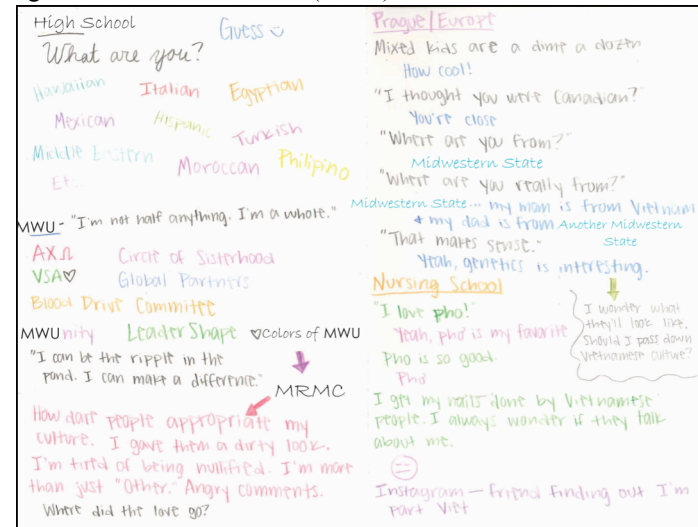 High School
Guess
What are you?
Hawaiian Italian Egyptian
Mexican Hispanic Turkish
Middle Eastern Moroccan Philipino
Etc.
MWU - "I'm not half anything. I'm a whole."
AXΩ Circle of Sisterhood
VSA♡ Global Partners
Blood Drive Committee
MWUnity LeaderShape ♡Colors of MWU
"I can be the ripple in the
pond. I can make a difference."
MRMC
How dare people appropriate my
culture. I gave them a dirty look.
I'm tired of being nullified. I'm more
than just "Other." Angry comments.
Where did the love go?
Prague/Europe
Mixed kids are a dime a dozen
How cool!
"I thought you were Canadian?"
You're close
"Where are you from?"
Midwestern State
"Where are you really from?"
Midwestern State... my mom is from Vietnam
& my dad is from Another Midwestern
State
"That makes sense."
Yeah, genetics is interesting.
Nursing School
"I love pho!"
Yeah, pho is my favorite
Pho is so good.
Pho
I get my nails done by Vietnamese
people. I always wonder if they talk
about me.
Instagram – friend finding out I'm
part Viet
I wonder what
they'll look like.
Should I pass down
Vietnamese culture?